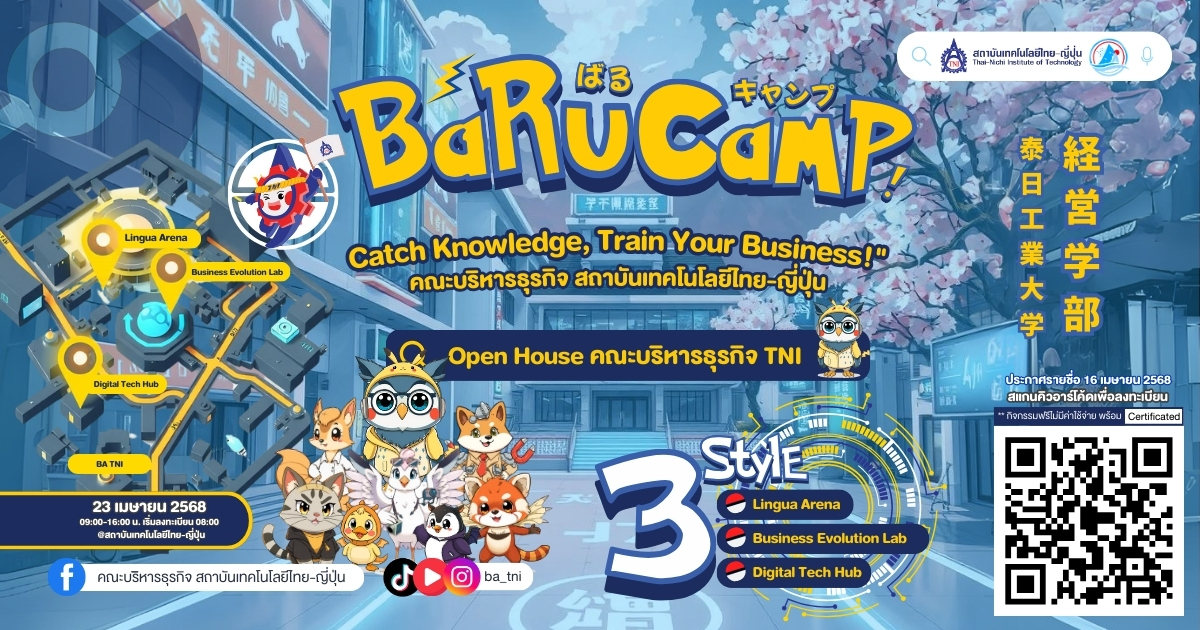 สถาบันเทคโนโลยีไทย-ญี่ปุ่น
Thai-Nichi Institute of Technology
TNI
ばる
キャンプ
BaRu CaMP!
Catch Knowledge, Train Your Business!"
คณะบริหารธุรกิจ สถาบันเทคโนโลยีไทย-ญี่ปุ่น
Open House คณะบริหารธุรกิจ TNI
経営学部
泰日工業大学
Lingua Arena
Business Evolution Lab
Digital Tech Hub
BA TNI
23 เมษายน 2568
09:00-16:00 น. เริ่มลงทะเบียน 08:00
@สถาบันเทคโนโลยีไทย-ญี่ปุ่น
3 StylE
Lingua Arena
Business Evolution Lab
Digital Tech Hub
ประกาศรายชื่อ 16 เมษายน 2568
สแกนคิวอาร์โค้ดเพื่อลงทะเบียน
** กิจกรรมฟรีไม่มีค่าใช้จ่าย พร้อม Certificated
คณะบริหารธุรกิจ สถาบันเทคโนโลยีไทย-ญี่ปุ่น
ba_tni